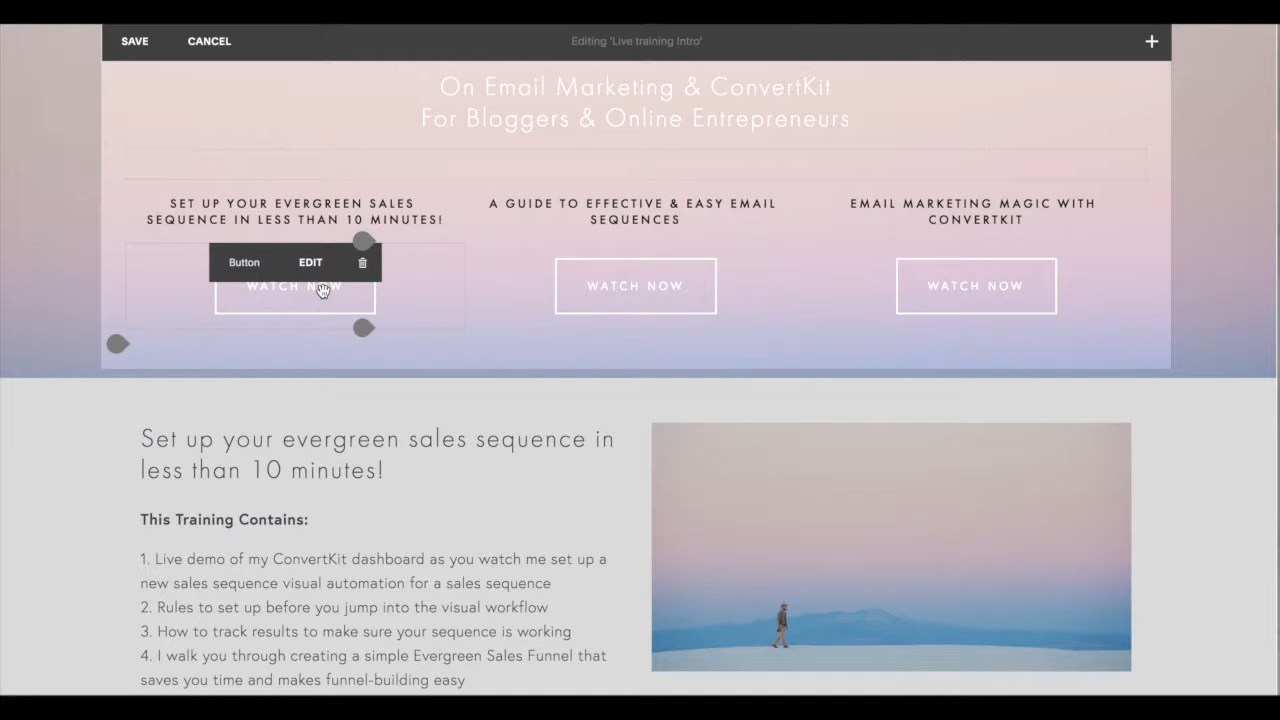 SAVE CANCEL Editing 'Live training Intro' +
On Email Marketing & ConvertKit
For Bloggers & Online Entrepreneurs
SET UP YOUR EVERGREEN SALES
SEQUENCE IN LESS THAN 10 MINUTES!
A GUIDE TO EFFECTIVE & EASY EMAIL
SEQUENCES
EMAIL MARKETING MAGIC WITH
CONVERTKIT
Button EDIT
WATCH NOW
WATCH NOW
WATCH NOW
Set up your evergreen sales sequence in
less than 10 minutes!
This Training Contains:
1. Live demo of my ConvertKit dashboard as you watch me set up a
new sales sequence visual automation for a sales sequence
2. Rules to set up before you jump into the visual workflow
3. How to track results to make sure your sequence is working
4. I walk you through creating a simple Evergreen Sales Funnel that
saves you time and makes funnel-building easy